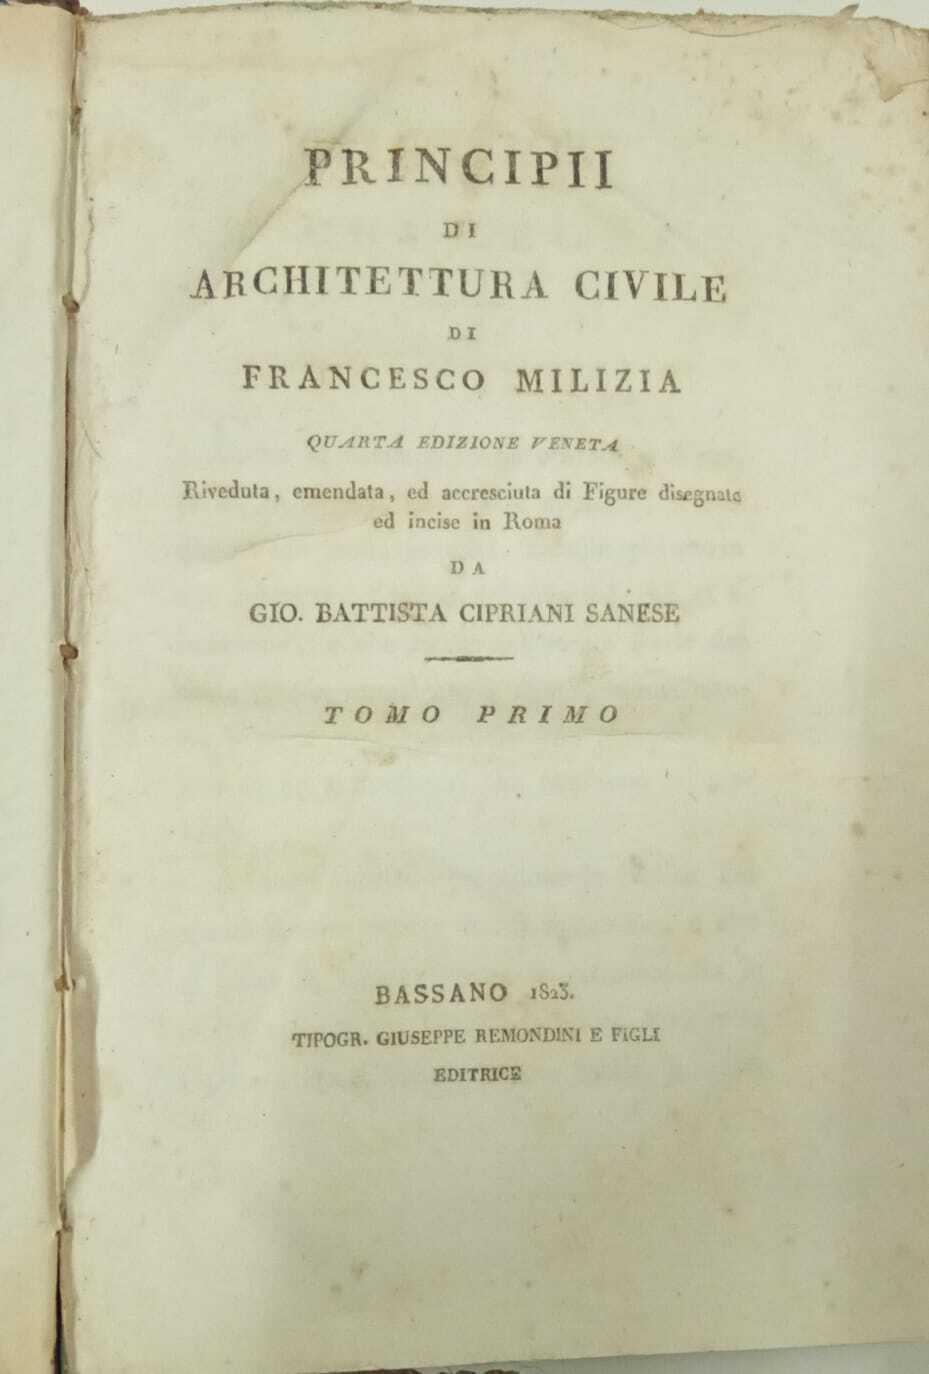 PRINCIPII
DI
ARCHITETTURA CIVILE
DI
FRANCESCO MILIZIA
QUARTA EDIZIONE VENETA
Riveduta, emendata, ed accresciuta di Figure disegnate
ed incise in Roma
DA
GIO. BATTISTA CIPRIANI SANESE
TOMO PRIMO
BASSANO 1823.
TIPOGR. GIUSEPPE REMONDINI E FIGLI
EDITRICE